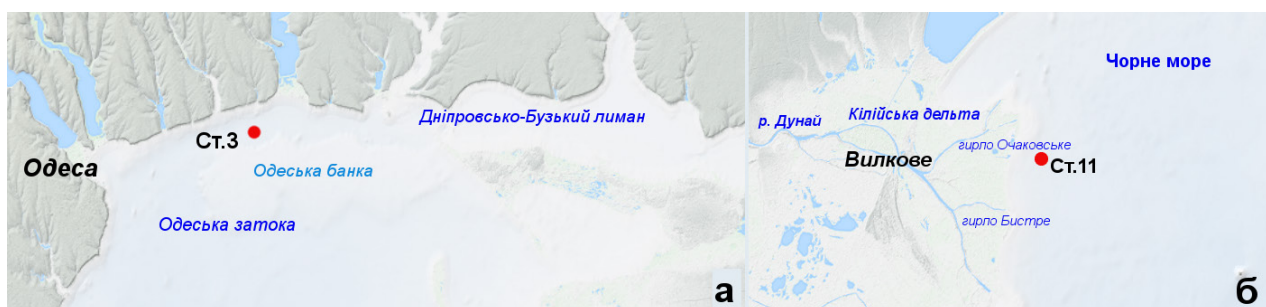 Дніпровсько-Бузький лиман
Ст.3
Одеса
Одеська банка
Одеська затока
а
Чорне море
р. Дунай
Кілійська дельта
гирло Очаковське
Вилкове
Ст.11
гирло Бистре
б